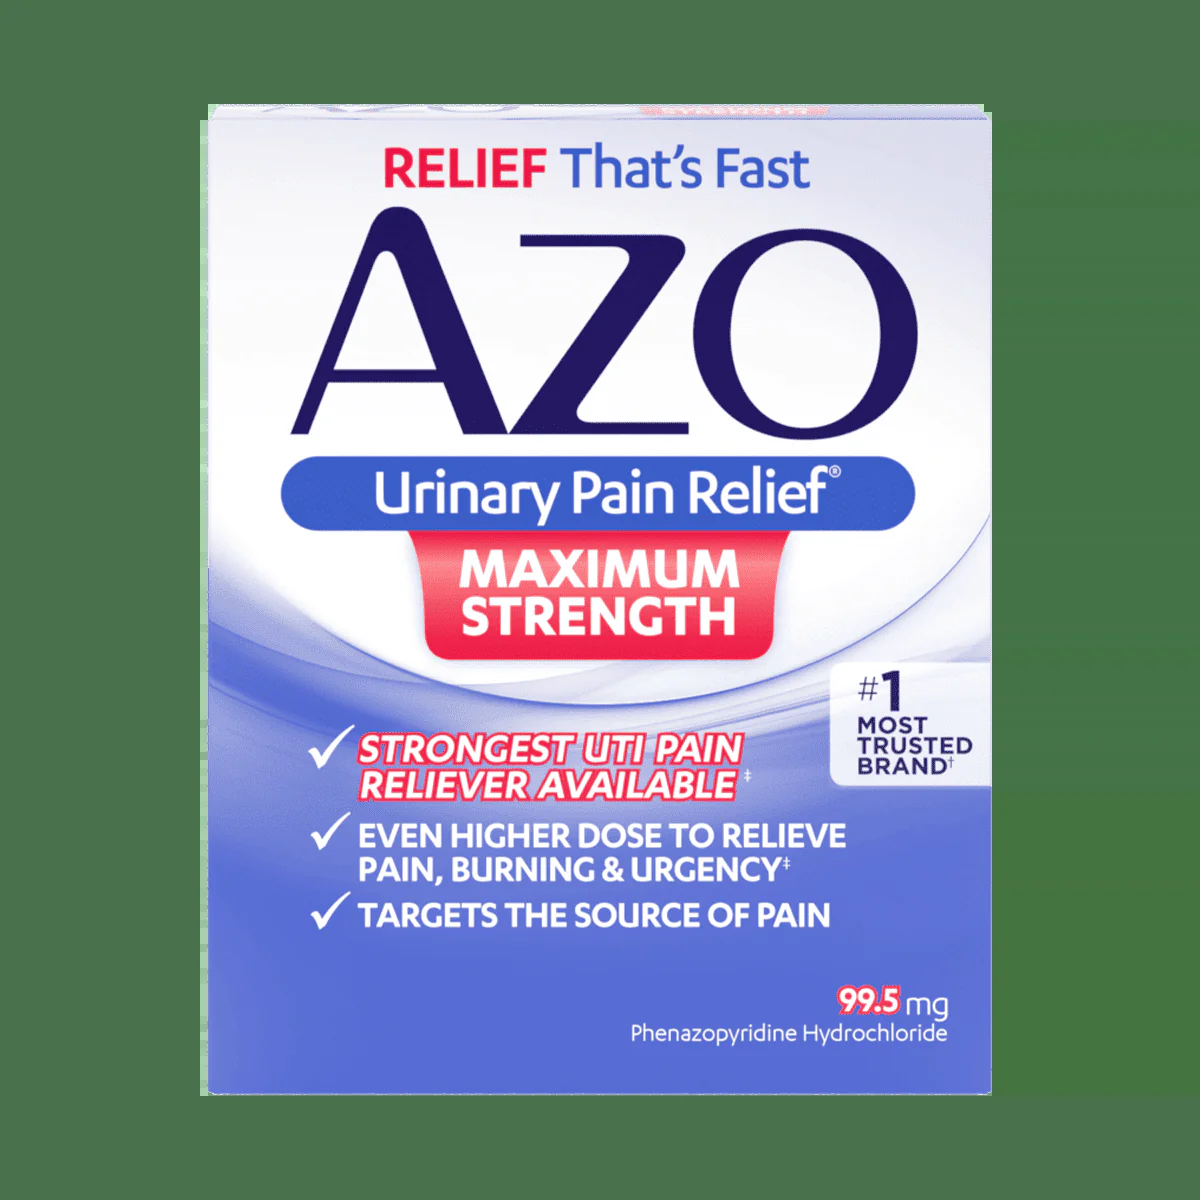 RELIEF That's Fast
AZO
Urinary Pain Relief®
MAXIMUM
STRENGTH
#1
MOST
TRUSTED
BRAND†
✓ STRONGEST UTI PAIN
RELIEVER AVAILABLE‡
✓ EVEN HIGHER DOSE TO RELIEVE
PAIN, BURNING & URGENCY‡
✓ TARGETS THE SOURCE OF PAIN
99.5 mg
Phenazopyridine Hydrochloride